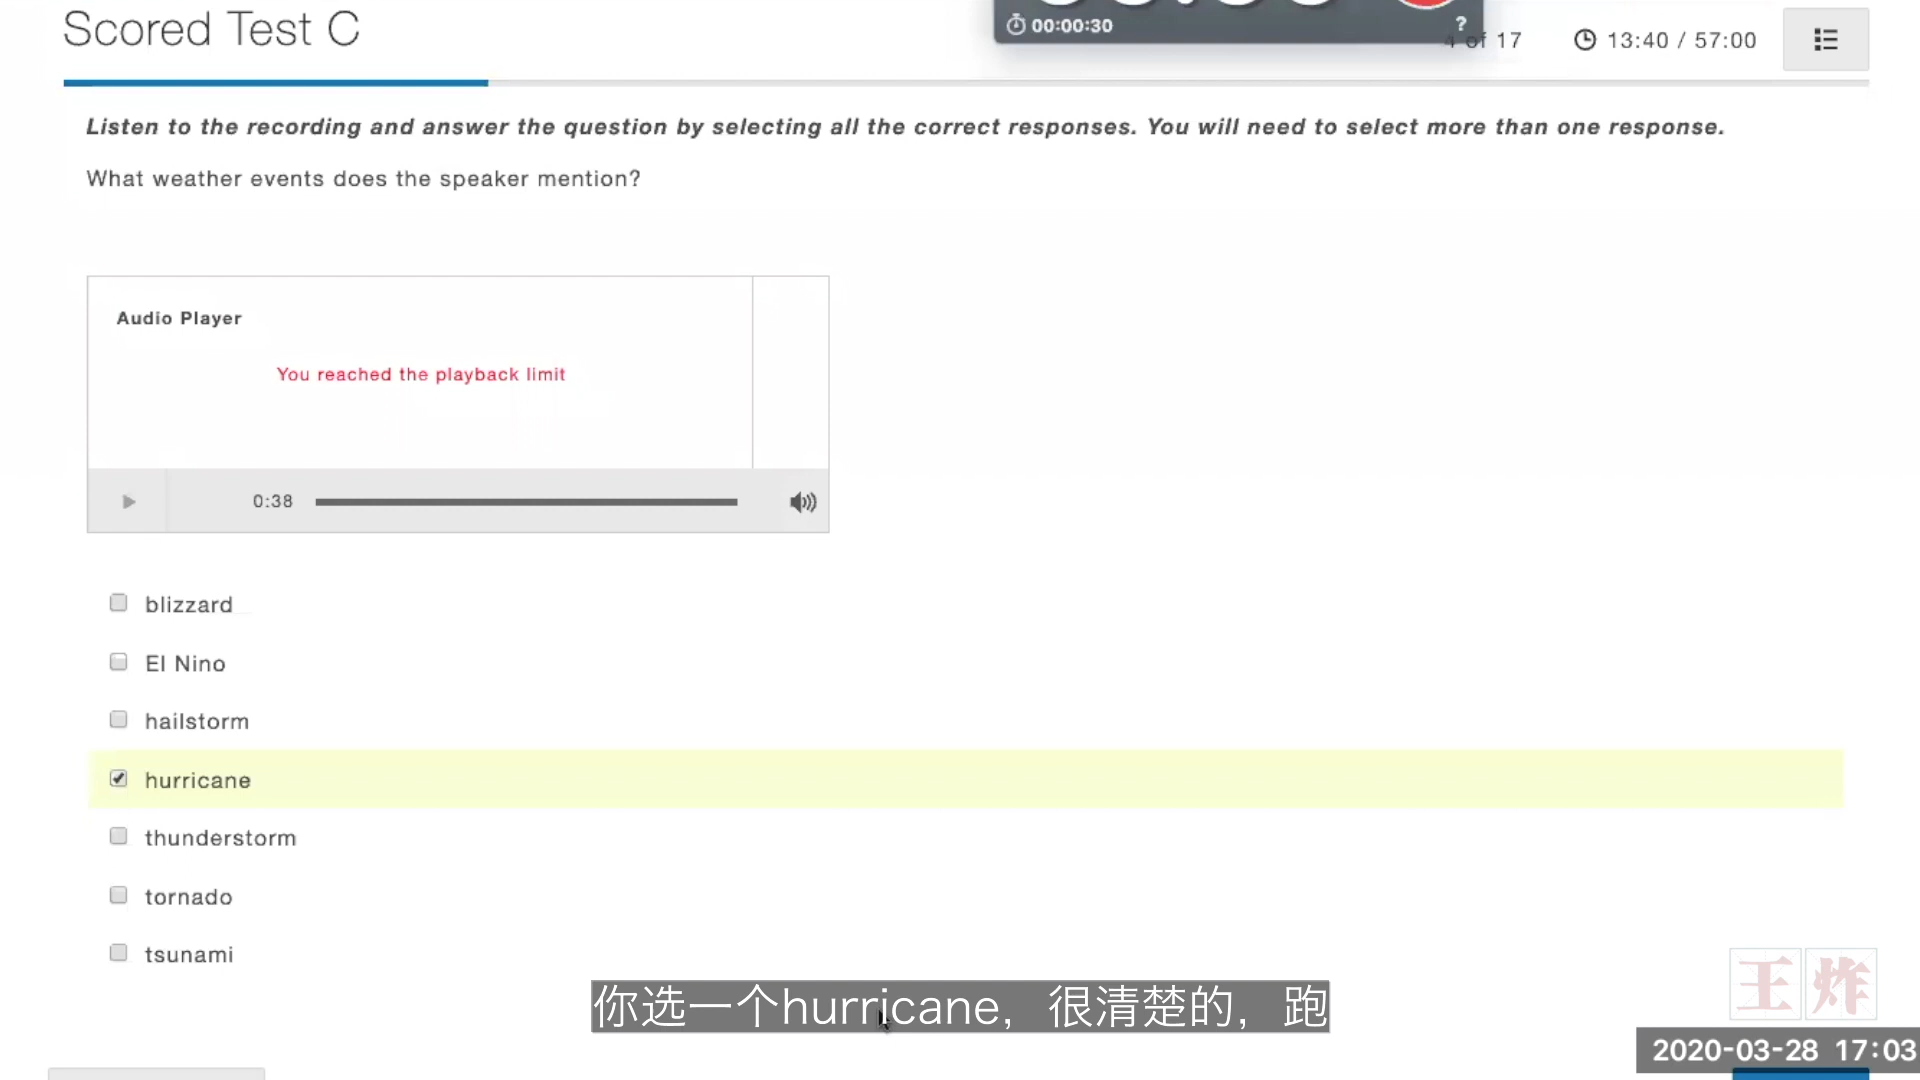 Scored Test C
00:00:30
?
4 of 17
13:40 / 57:00
Listen to the recording and answer the question by selecting all the correct responses. You will need to select more than one response.
What weather events does the speaker mention?
Audio Player
You reached the playback limit
0:38
blizzard
El Nino
hailstorm
hurricane
thunderstorm
tornado
tsunami
王炸
你选一个hurricane，很清楚的，跑
2020-03-28 17:03